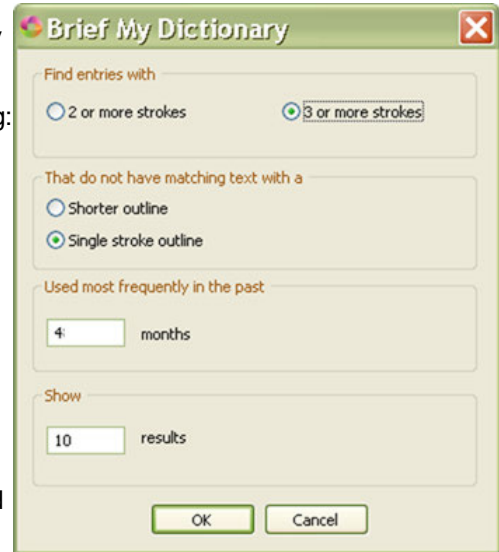 Brief My Dictionary
Find entries with
2 or more strokes 3 or more strokes
g:
That do not have matching text with a
Shorter outline
Single stroke outline
Used most frequently in the past
4 months
Show
10 results
OK Cancel